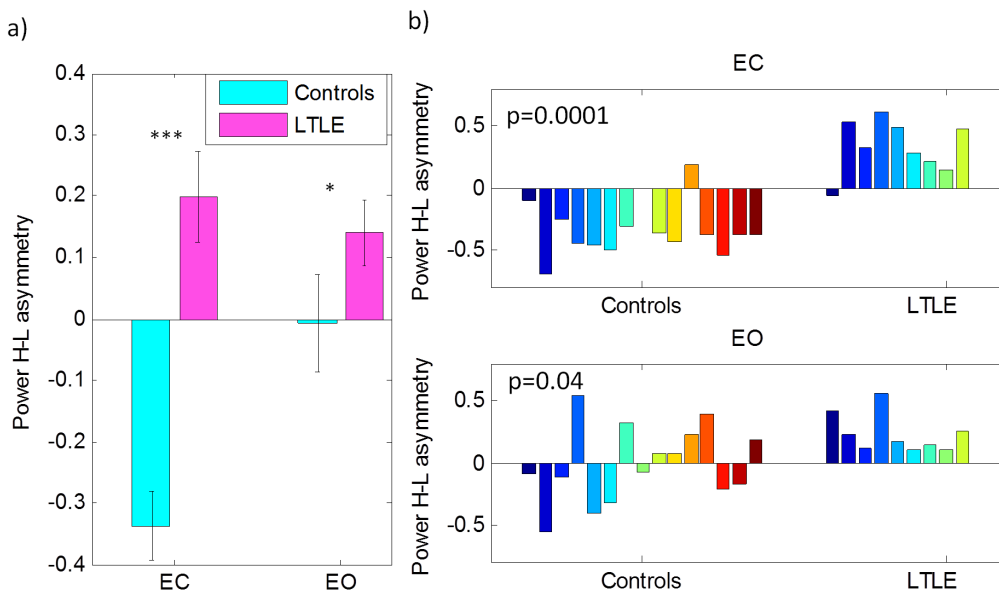 a)
Power H-L asymmetry
0.4
0.3
0.2
0.1
0
-0.1
-0.2
-0.3
-0.4
Controls
LTLE
***
*
EC
EO
b)
EC
Power H-L asymmetry
0.5
0
-0.5
p=0.0001
Controls
LTLE
EO
Power H-L asymmetry
0.5
0
-0.5
p=0.04
Controls
LTLE